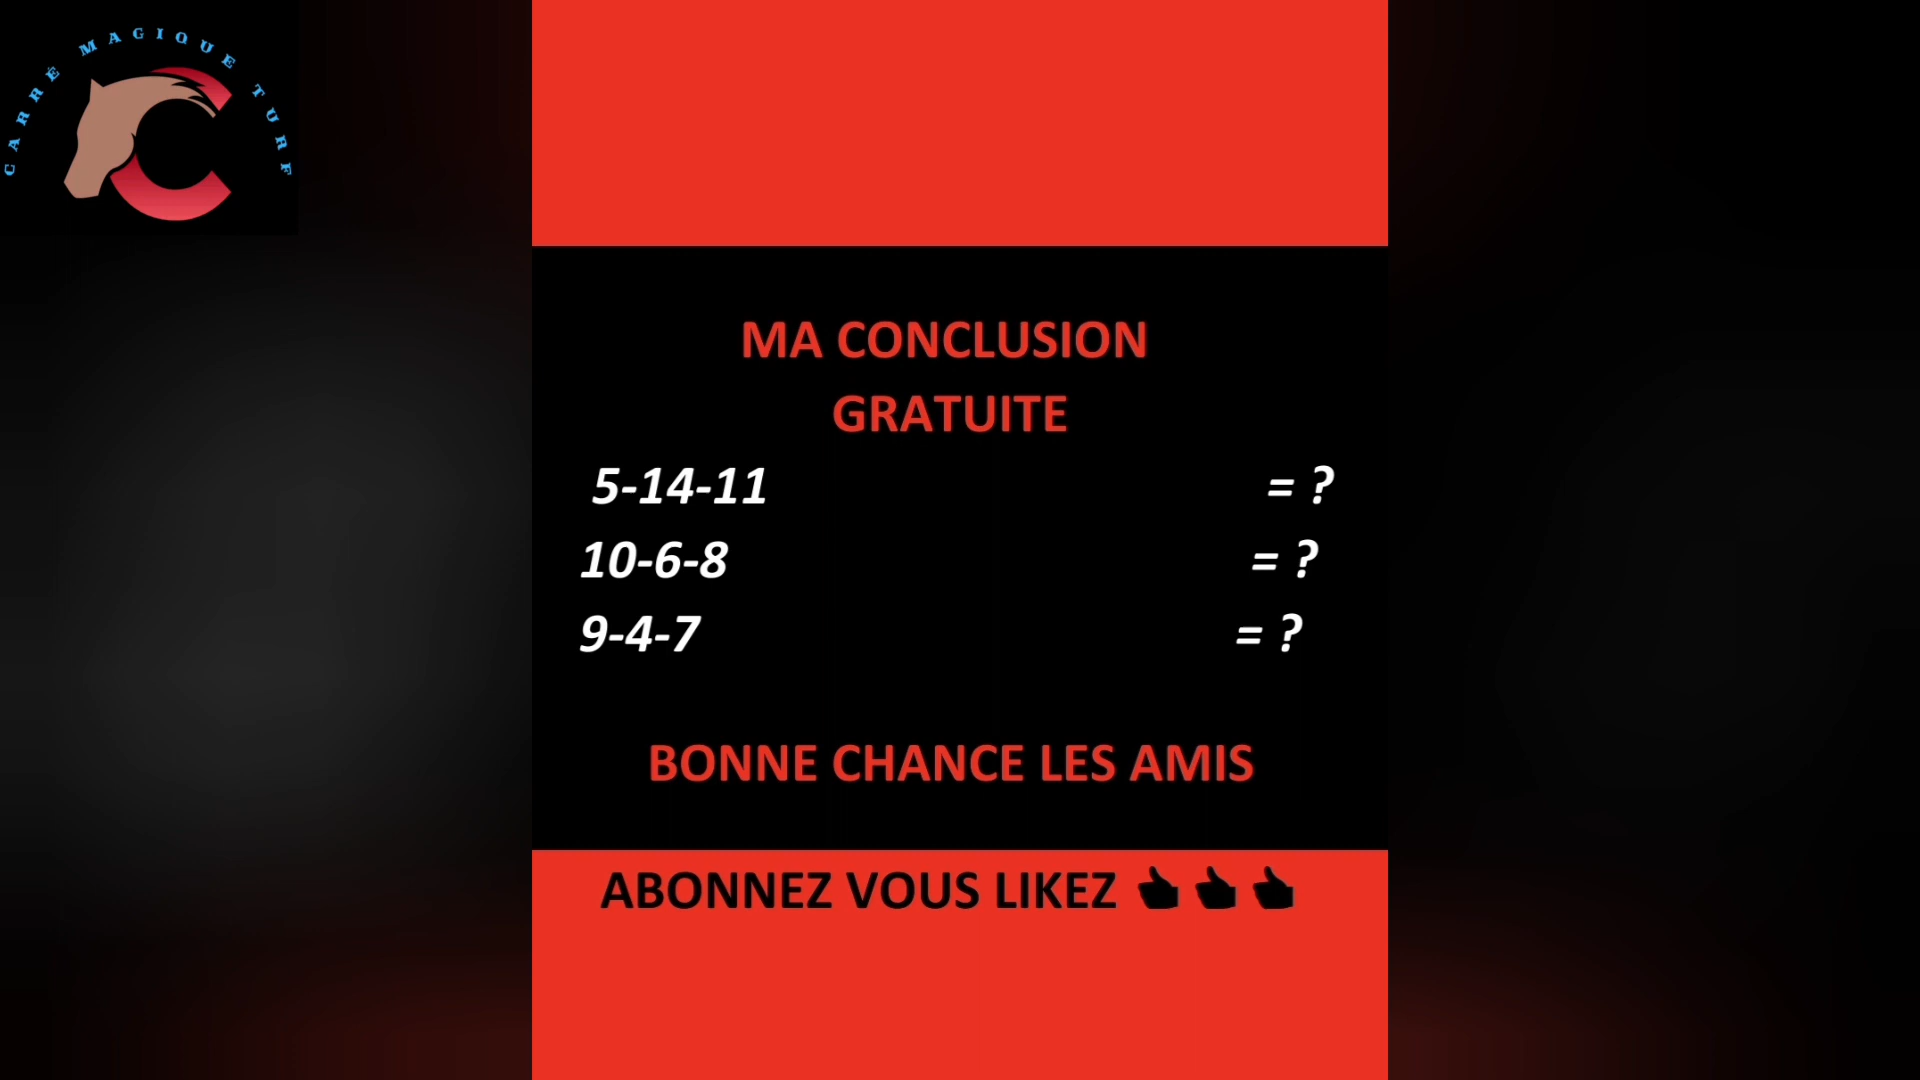 CARRÉ MAGIQUE TURF
MA CONCLUSION
GRATUITE
5-14-11 = ?
10-6-8 = ?
9-4-7 = ?
BONNE CHANCE LES AMIS
ABONNEZ VOUS LIKEZ 👍👍👍